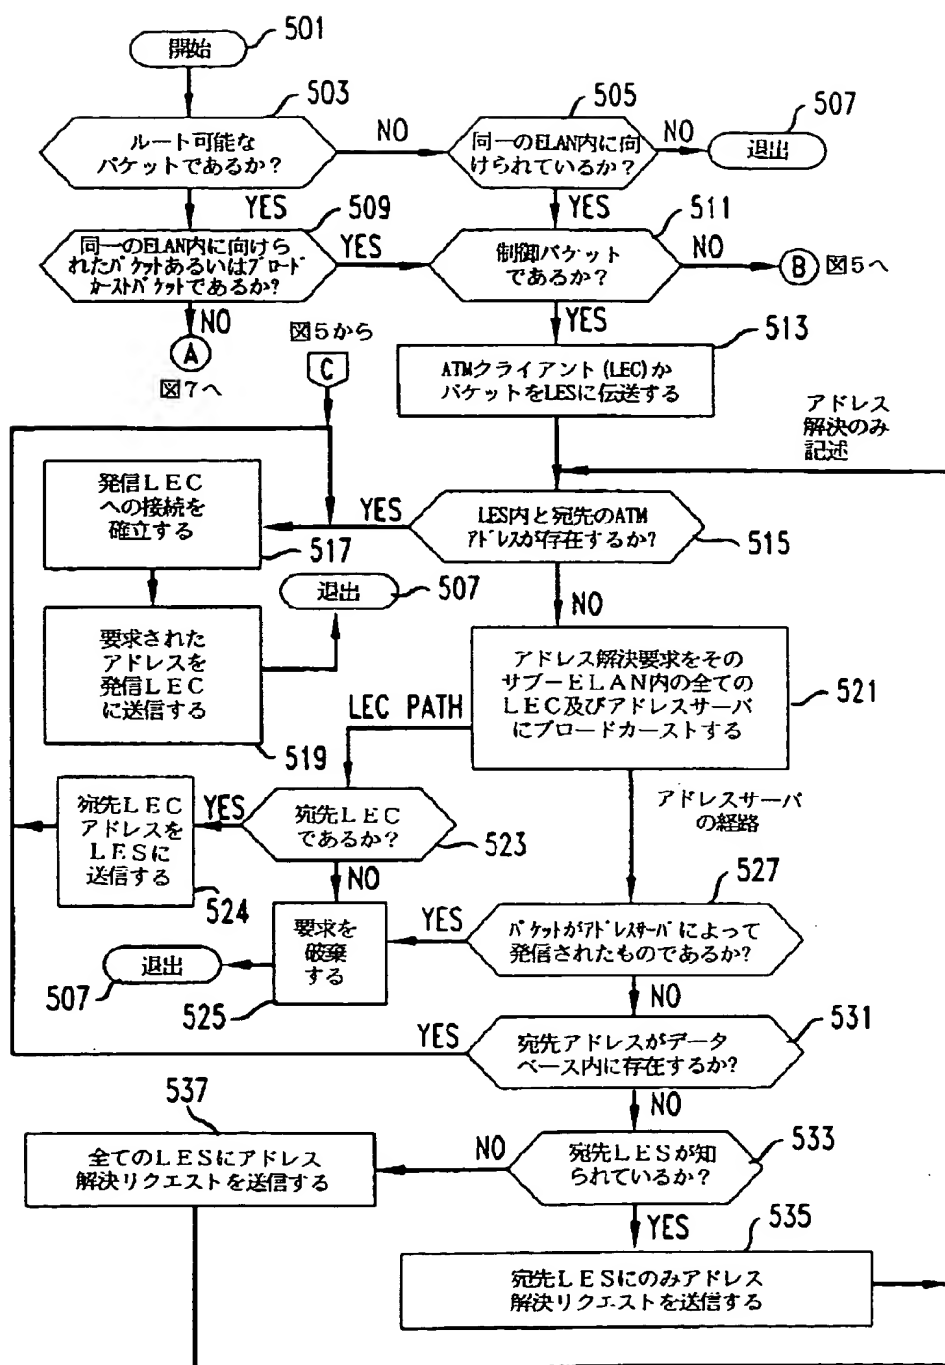 開始
501
503
ルート可能な
パケットであるか?
NO
505
同一のELAN内に向
けられているか?
NO
507
退出
YES
509
同一のELAN内に向けら
れたパケットあるいはブロード
カーストパケットであるか?
YES
YES
511
制御パケット
であるか?
NO
B
図5へ
NO
A
図7へ
図5から
C
YES
513
ATMクライアント(LEC)か
パケットをLESに伝送する
アドレス
解決のみ
記述
発信LEC
への接続を
確立する
517
YES
LES内と宛先のATM
アドレスが存在するか?
515
退出
507
NO
要求された
アドレスを
発信LEC
に送信する
519
アドレス解決要求をその
サブーELAN内の全ての
LEC及びアドレスサーバ
にブロードカーストする
521
LEC PATH
宛先LEC
アドレスを
LESに
送信する
524
YES
宛先LEC
であるか?
523
アドレスサーバ
の経路
NO
527
要求を
破棄
する
525
YES
パケットがアドレスサーバによって
発信されたものであるか?
退出
507
NO
531
YES
宛先アドレスがデータ
ベース内に存在するか?
NO
537
全てのLESにアドレス
解決リクエストを送信する
NO
宛先LESが知
られているか?
533
YES
535
宛先LESにのみアドレス
解決リクエストを送信する